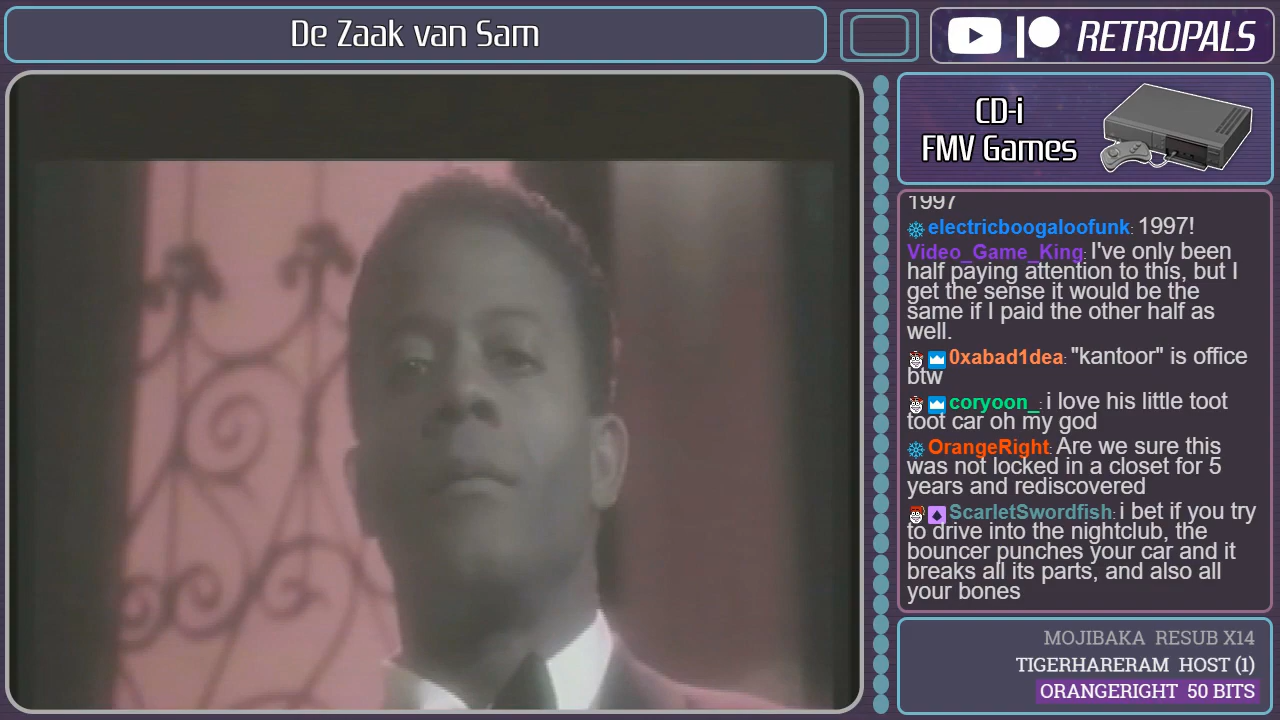 De Zaak van Sam
RETROPALS
CD-i
FMV Games
1997
electricboogaloofunk: 1997!
Video_Game_King: I've only been
half paying attention to this, but I
get the sense it would be the
same if I paid the other half as
well.
0xabad1dea: "kantoor" is office
btw
coryoon_: i love his little toot
toot car oh my god
OrangeRight: Are we sure this
was not locked in a closet for 5
years and rediscovered
ScarletSwordfish: i bet if you try
to drive into the nightclub, the
bouncer punches your car and it
breaks all its parts, and also all
your bones
MOJIBAKA RESUB X14
TIGERHARERAM HOST (1)
ORANGERIGHT 50 BITS